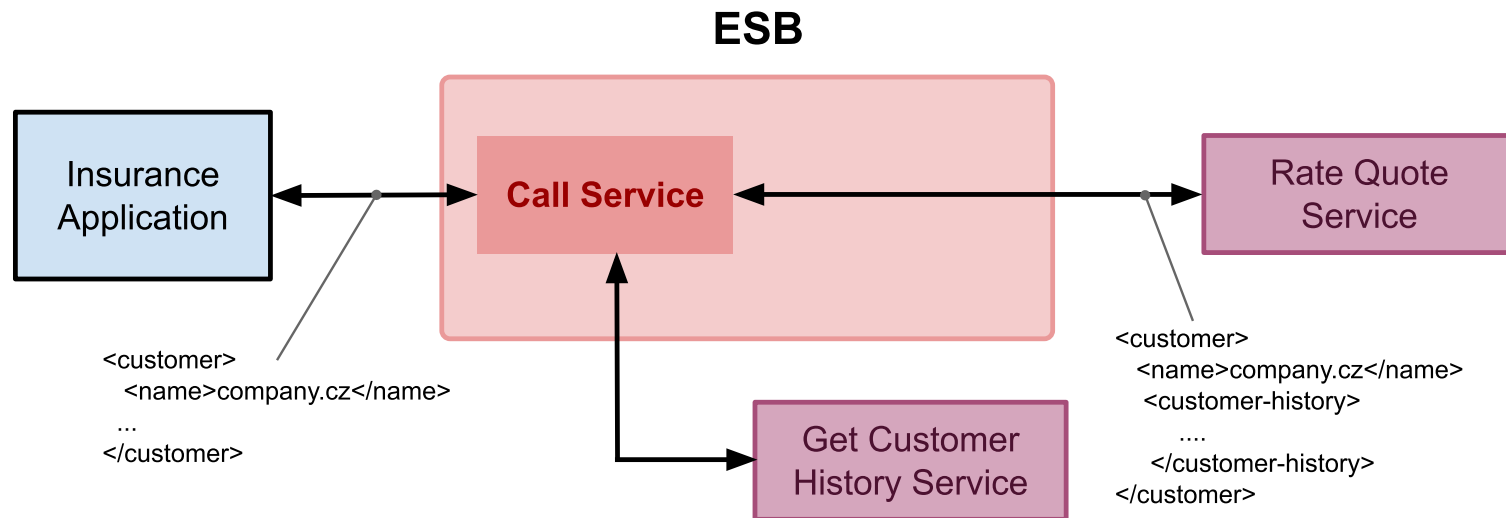 ESB
Insurance
Application
Call Service
Rate Quote
Service
<customer>
<name>company.cz</name>
...
</customer>
Get Customer
History Service
<customer>
<name>company.cz</name>
<customer-history>
....
</customer-history>
</customer>